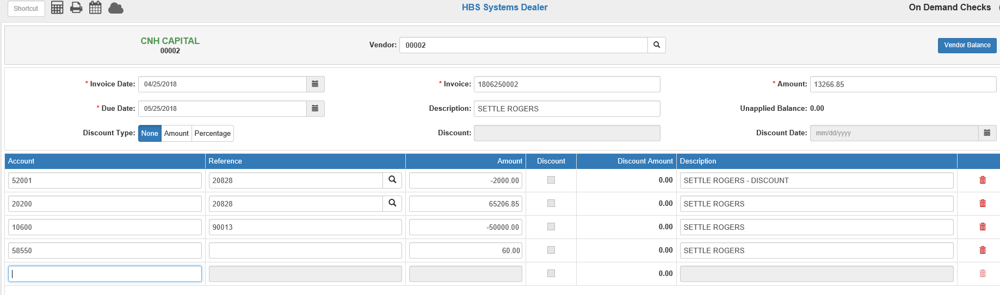 Shortcut HBS Systems Dealer On Demand Checks
CNH CAPITAL
00002
Vendor: 00002
Vendor Balance
* Invoice Date: 04/25/2018 * Invoice: 1806250002 * Amount: 13266.85
* Due Date: 05/25/2018 Description: SETTLE ROGERS Unapplied Balance: 0.00
Discount Type: None Amount Percentage Discount: Discount Date: mm/dd/yyyy
Account Reference Amount Discount Discount Amount Description
52001 20828 -2000.00 0.00 SETTLE ROGERS - DISCOUNT
20200 20828 65206.85 0.00 SETTLE ROGERS
10600 90013 -50000.00 0.00 SETTLE ROGERS
58550 60.00 0.00 SETTLE ROGERS
0.00